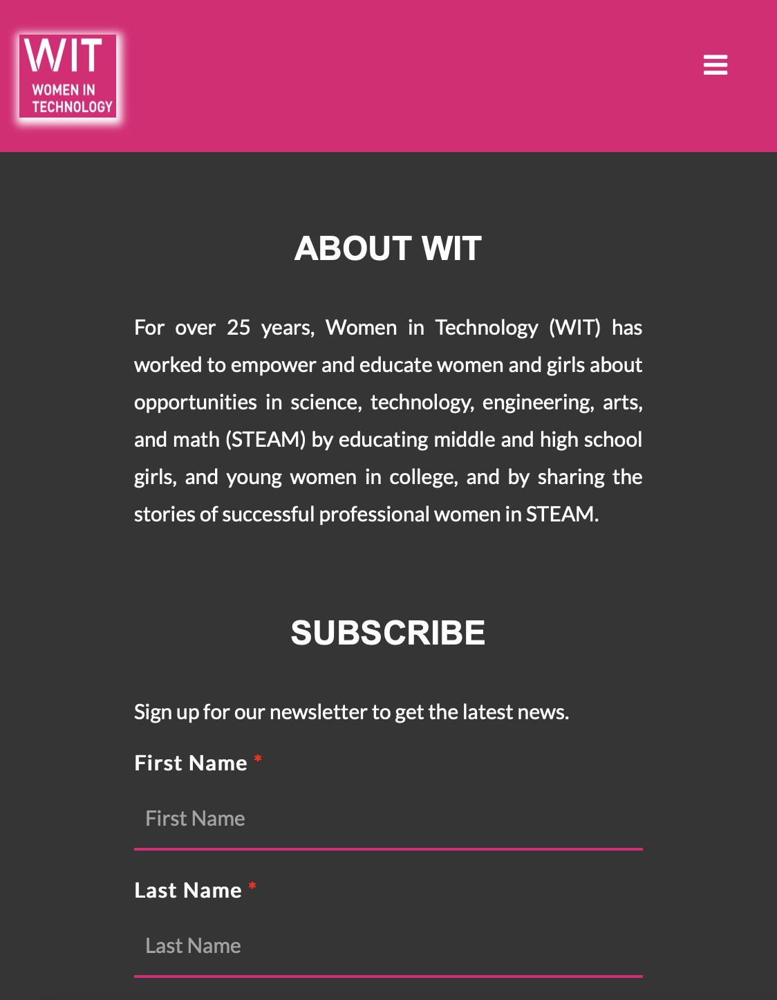 WIT
WOMEN IN
TECHNOLOGY
ABOUT WIT
For over 25 years, Women in Technology (WIT) has
worked to empower and educate women and girls about
opportunities in science, technology, engineering, arts,
and math (STEAM) by educating middle and high school
girls, and young women in college, and by sharing the
stories of successful professional women in STEAM.
SUBSCRIBE
Sign up for our newsletter to get the latest news.
First Name *
First Name
Last Name *
Last Name